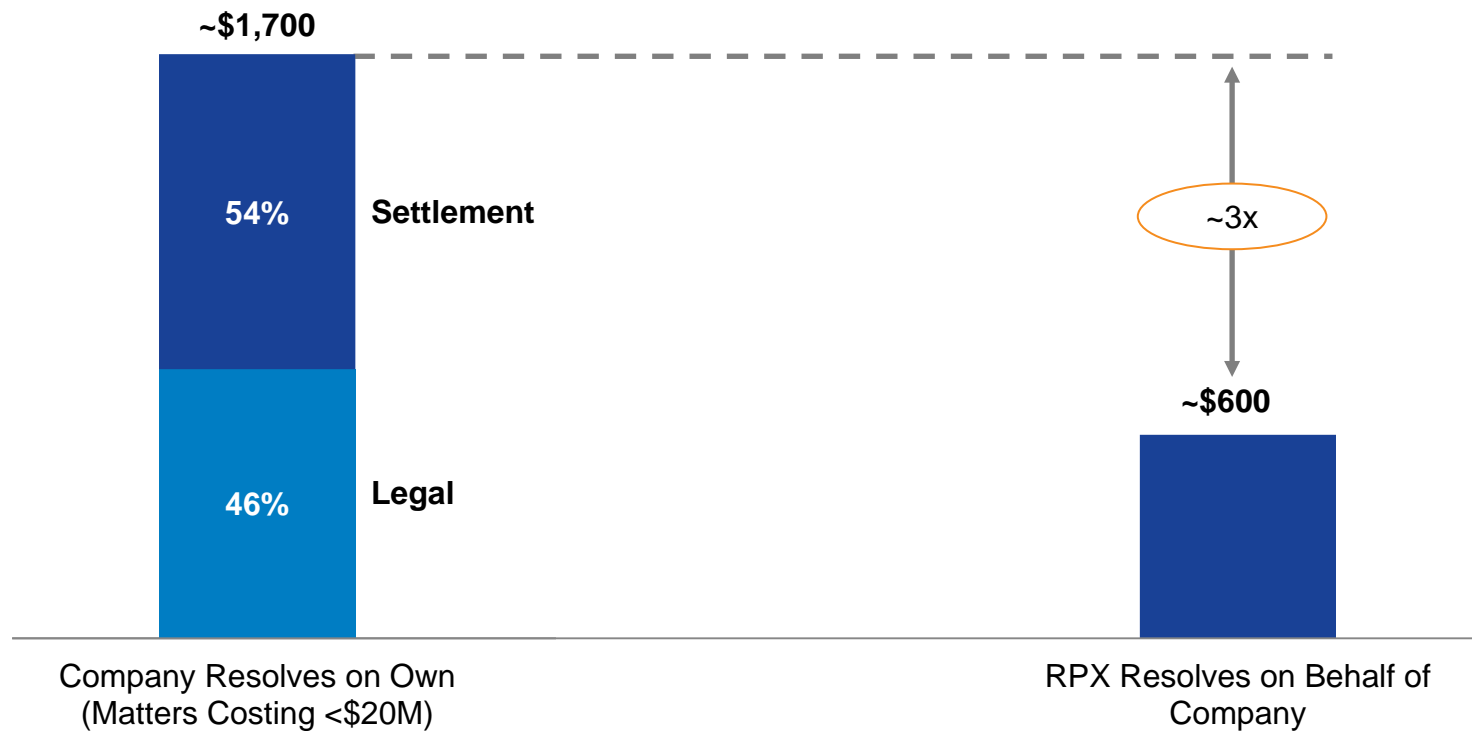 ~$1,700
54%
Settlement
~3x
~$600
46%
Legal
Company Resolves on Own
(Matters Costing <$20M)
RPX Resolves on Behalf of
Company